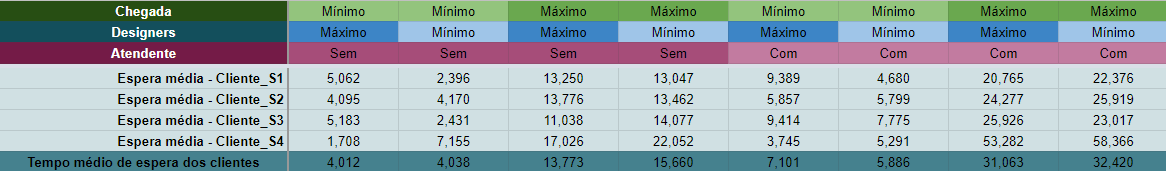 Chegada Mínimo Mínimo Máximo Máximo Mínimo Mínimo Máximo Máximo
Designers Máximo Mínimo Máximo Mínimo Máximo Mínimo Máximo Mínimo
Atendente Sem Sem Sem Sem Com Com Com Com
Espera média - Cliente_S1 5,062 2,396 13,250 13,047 9,389 4,680 20,765 22,376
Espera média - Cliente_S2 4,095 4,170 13,776 13,462 5,857 5,799 24,277 25,919
Espera média - Cliente_S3 5,183 2,431 11,038 14,077 9,414 7,775 25,926 23,017
Espera média - Cliente_S4 1,708 7,155 17,026 22,052 3,745 5,291 53,282 58,366
Tempo médio de espera dos clientes 4,012 4,038 13,773 15,660 7,101 5,886 31,063 32,420